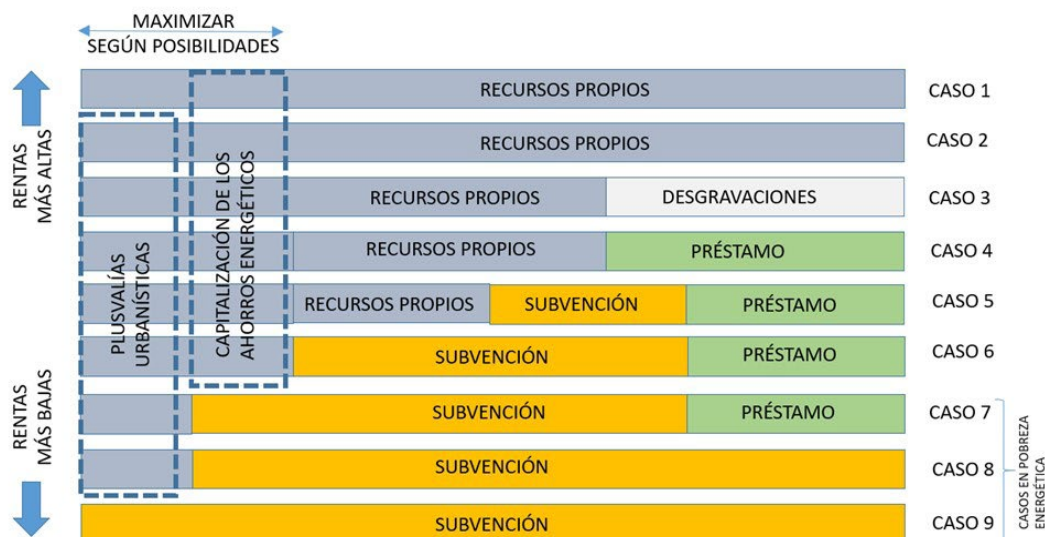 MAXIMIZAR
SEGÚN POSIBILIDADES
RENTAS
MÁS ALTAS
RENTAS
MÁS BAJAS
PLUSVALÍAS
URBANÍSTICAS
CAPITALIZACIÓN DE LOS
AHORROS ENERGÉTICOS
RECURSOS PROPIOS CASO 1
RECURSOS PROPIOS CASO 2
RECURSOS PROPIOS DESGRAVACIONES CASO 3
RECURSOS PROPIOS PRÉSTAMO CASO 4
RECURSOS PROPIOS SUBVENCIÓN PRÉSTAMO CASO 5
SUBVENCIÓN PRÉSTAMO CASO 6
SUBVENCIÓN PRÉSTAMO CASO 7
SUBVENCIÓN CASO 8
SUBVENCIÓN CASO 9
CASOS EN POBREZA
ENERGÉTICA